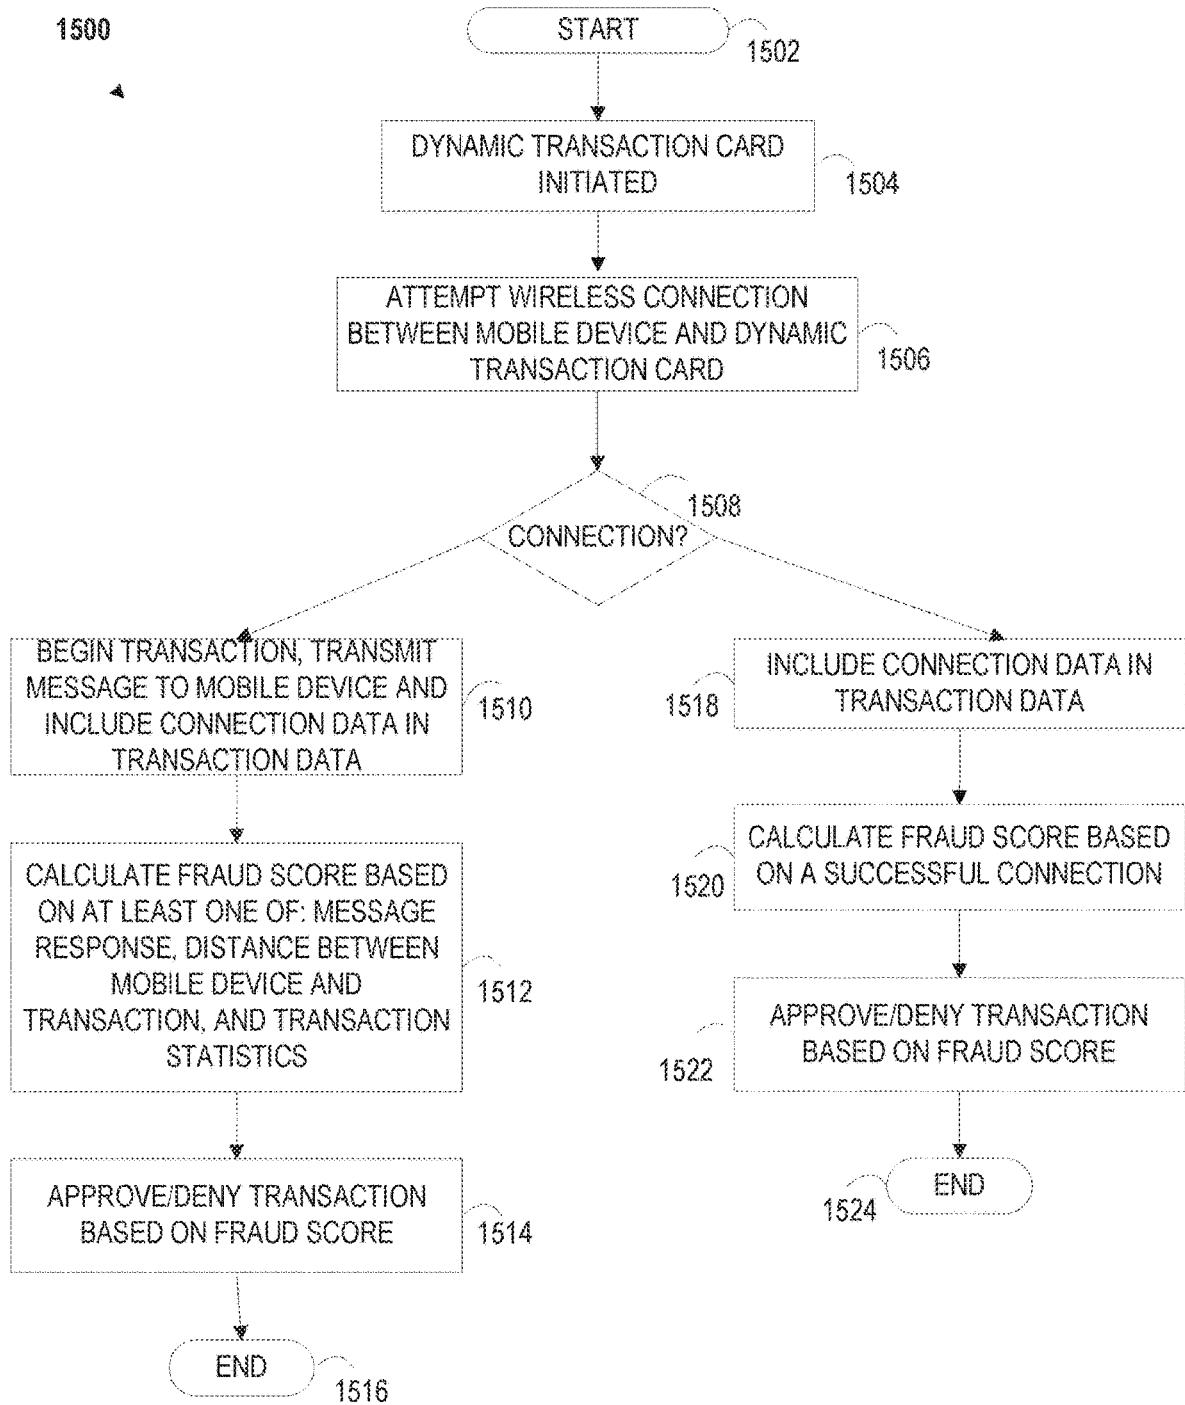 1500
START
1502
DYNAMIC TRANSACTION CARD
INITIATED
1504
ATTEMPT WIRELESS CONNECTION
BETWEEN MOBILE DEVICE AND DYNAMIC
TRANSACTION CARD
1506
1508
CONNECTION?
BEGIN TRANSACTION, TRANSMIT
MESSAGE TO MOBILE DEVICE AND
INCLUDE CONNECTION DATA IN
TRANSACTION DATA
1510
CALCULATE FRAUD SCORE BASED
ON AT LEAST ONE OF: MESSAGE
RESPONSE, DISTANCE BETWEEN
MOBILE DEVICE AND
TRANSACTION, AND TRANSACTION
STATISTICS
1512
APPROVE/DENY TRANSACTION
BASED ON FRAUD SCORE
1514
END
1516
INCLUDE CONNECTION DATA IN
TRANSACTION DATA
1518
CALCULATE FRAUD SCORE BASED
ON A SUCCESSFUL CONNECTION
1520
APPROVE/DENY TRANSACTION
BASED ON FRAUD SCORE
1522
END
1524